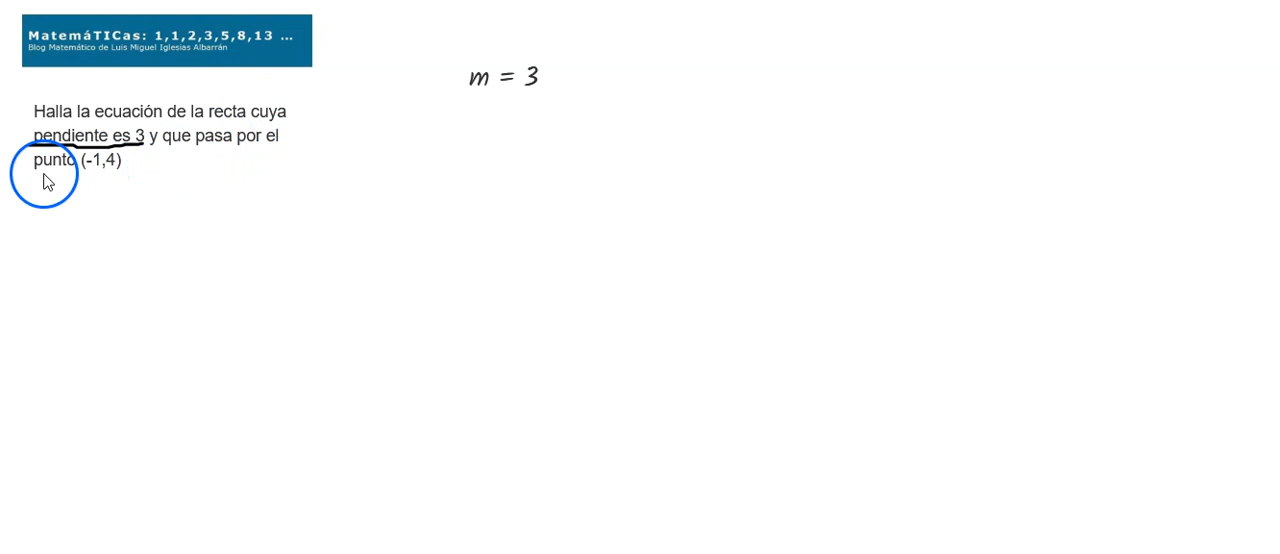 MatemáTICas: 1,1,2,3,5,8,13 ...
Blog Matemático de Luis Miguel Iglesias Albarrán
m = 3
Halla la ecuación de la recta cuya
pendiente es 3 y que pasa por el
punto (-1,4)